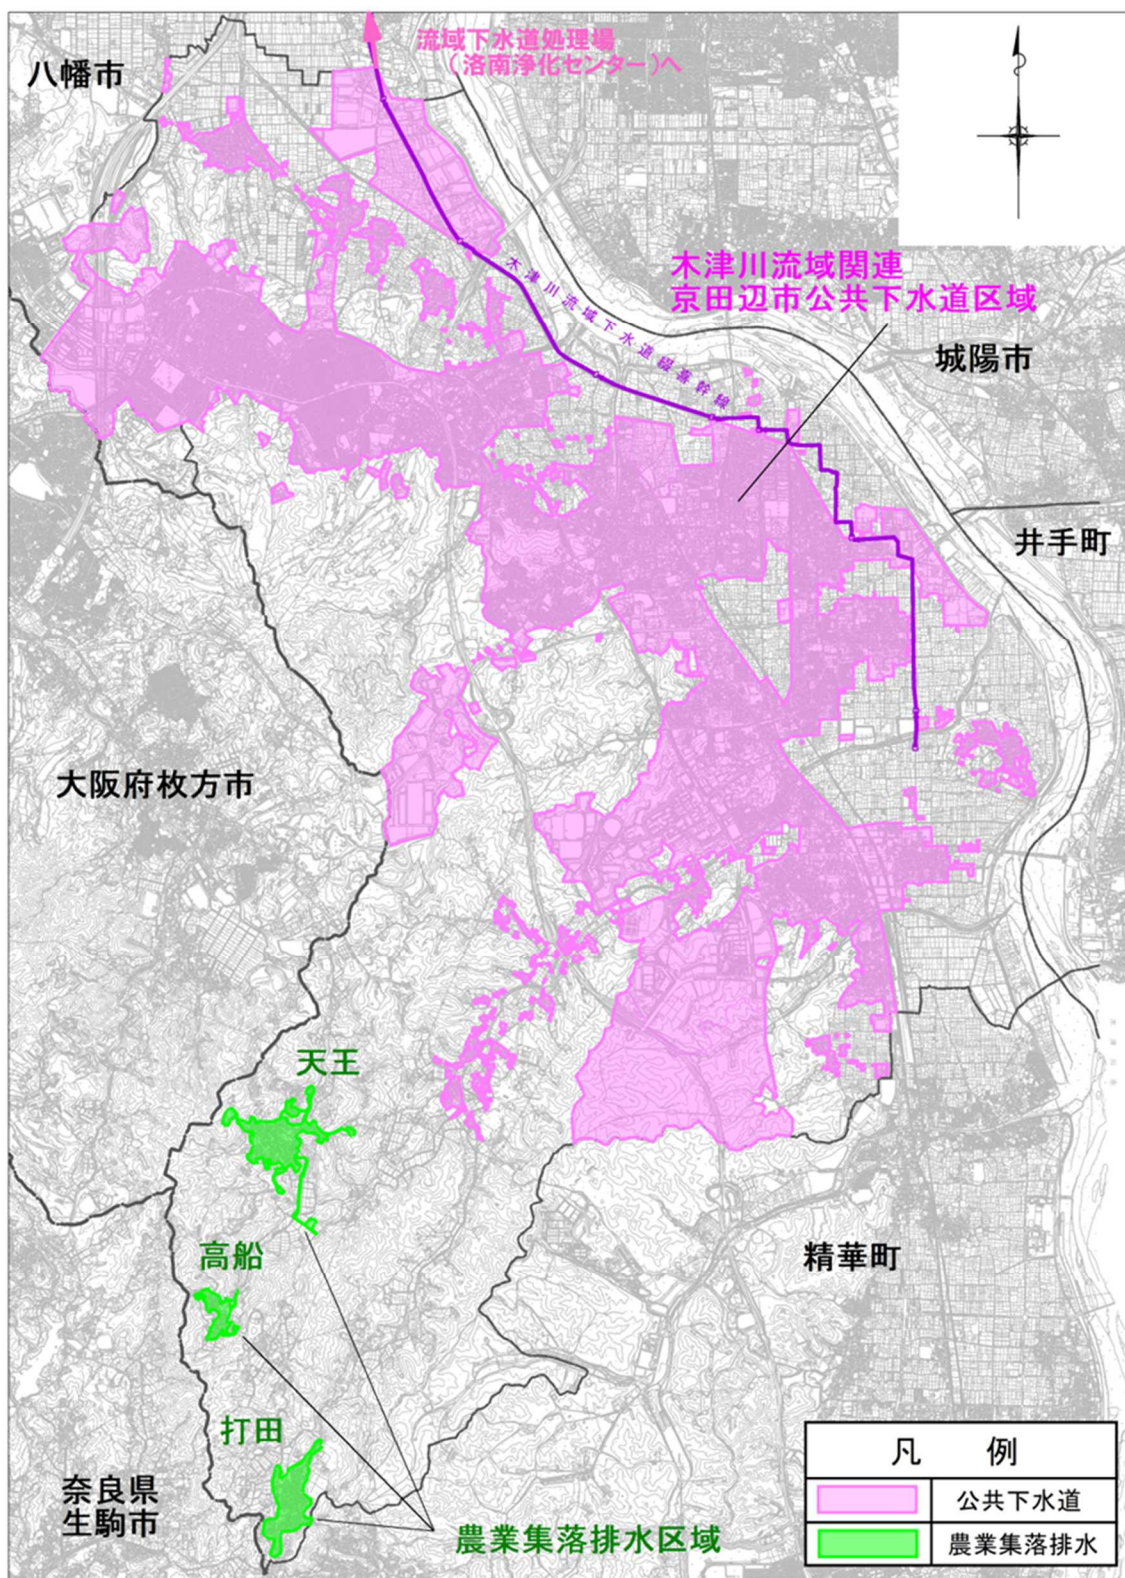 流域下水道処理場
（洛南浄化センター）へ
八幡市
木津川流域関連
京田辺市公共下水道区域
木津川流域下水道綴喜幹線
城陽市
井手町
大阪府枚方市
天王
高船
精華町
打田
奈良県
生駒市
農業集落排水区域
凡 例
公共下水道
農業集落排水